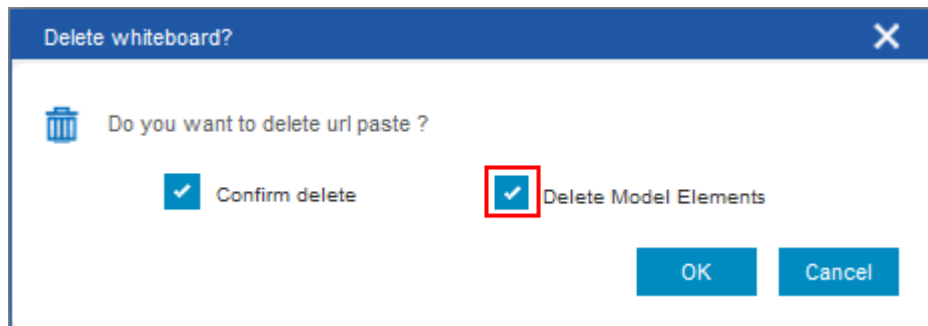 Delete whiteboard?
Do you want to delete url paste ?
Confirm delete
Delete Model Elements
OK
Cancel